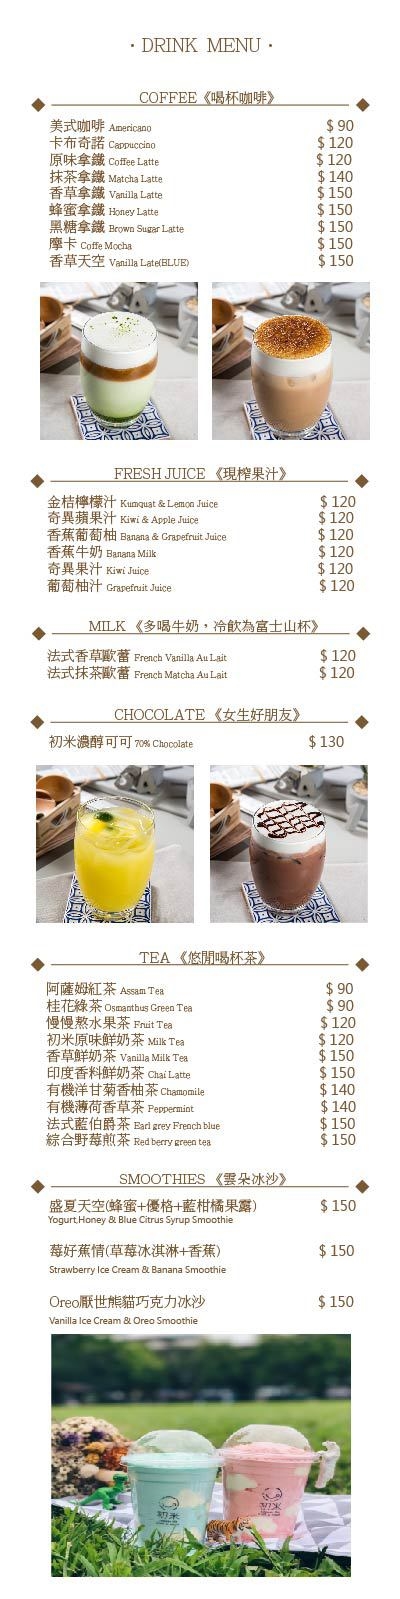 · DRINK MENU ·
COFFEE《喝杯咖啡》
美式咖啡 Americano $ 90
卡布奇諾 Cappuccino $ 120
原味拿鐵 Coffee Latte $ 120
抹茶拿鐵 Matcha Latte $ 140
香草拿鐵 Vanilla Latte $ 150
蜂蜜拿鐵 Honey Latte $ 150
黑糖拿鐵 Brown Sugar Latte $ 150
摩卡 Coffe Mocha $ 150
香草天空 Vanilla Late(BLUE) $ 150
FRESH JUICE 《現榨果汁》
金桔檸檬汁 Kumquat & Lemon Juice $ 120
奇異蘋果汁 Kiwi & Apple Juice $ 120
香蕉葡萄柚 Banana & Grapefruit Juice $ 120
香蕉牛奶 Banana Milk $ 120
奇異果汁 Kiwi Juice $ 120
葡萄柚汁 Grapefruit Juice $ 120
MILK 《多喝牛奶，冷飲為富士山杯》
法式香草歐蕾 French Vanilla Au Lait $ 120
法式抹茶歐蕾 French Matcha Au Lait $ 120
CHOCOLATE 《女生好朋友》
初米濃醇可可 70% Chocolate $ 130
TEA 《悠閒喝杯茶》
阿薩姆紅茶 Assam Tea $ 90
桂花綠茶 Osmanthus Green Tea $ 90
慢慢熬水果茶 Fruit Tea $ 120
初米原味鮮奶茶 Milk Tea $ 120
香草鮮奶茶 Vanilla Milk Tea $ 150
印度香料鮮奶茶 Chai Latte $ 150
有機洋甘菊香柚茶 Chamomile $ 140
有機薄荷香草茶 Peppermint $ 140
法式藍伯爵茶 Earl grey French blue $ 150
綜合野莓煎茶 Red berry green tea $ 150
SMOOTHIES 《雲朵冰沙》
盛夏天空(蜂蜜+優格+藍柑橘果露) $ 150
Yogurt,Honey & Blue Citrus Syrup Smoothie
莓好蕉情(草莓冰淇淋+香蕉) $ 150
Strawberry Ice Cream & Banana Smoothie
Oreo厭世熊貓巧克力冰沙 $ 150
Vanilla Ice Cream & Oreo Smoothie
初米
初米